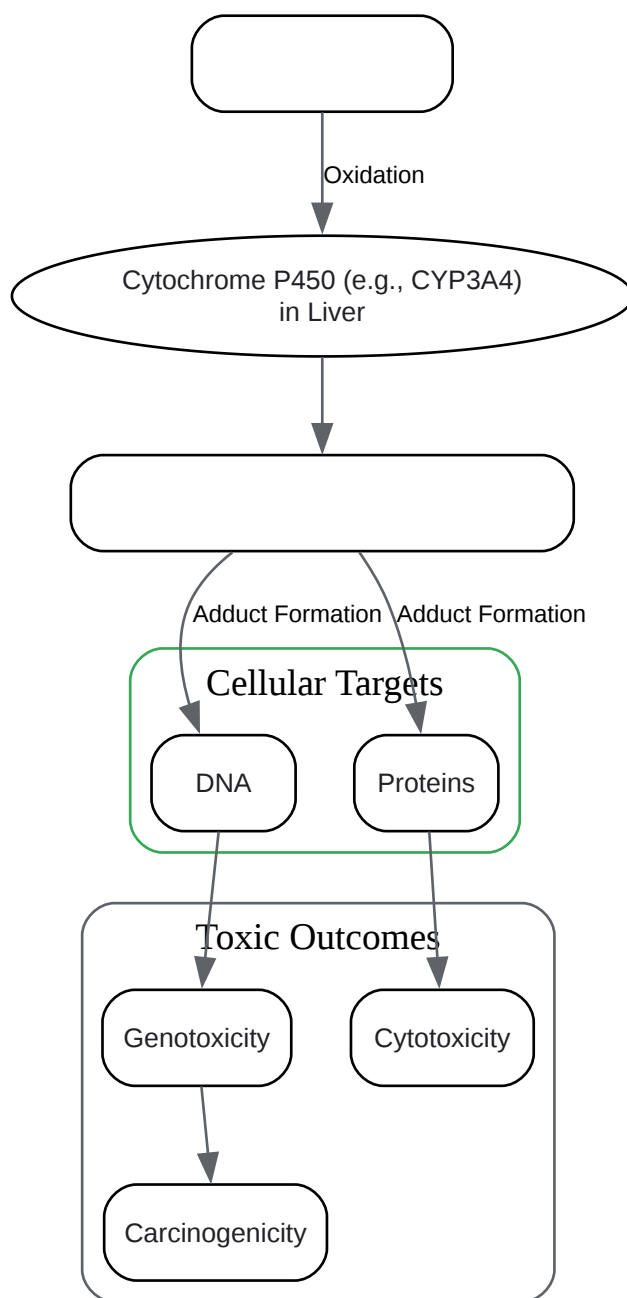 Oxidation
Cytochrome P450 (e.g., CYP3A4)
in Liver
Adduct Formation
Adduct Formation
Cellular Targets
DNA
Proteins
Toxic Outcomes
Genotoxicity
Cytotoxicity
Carcinogenicity